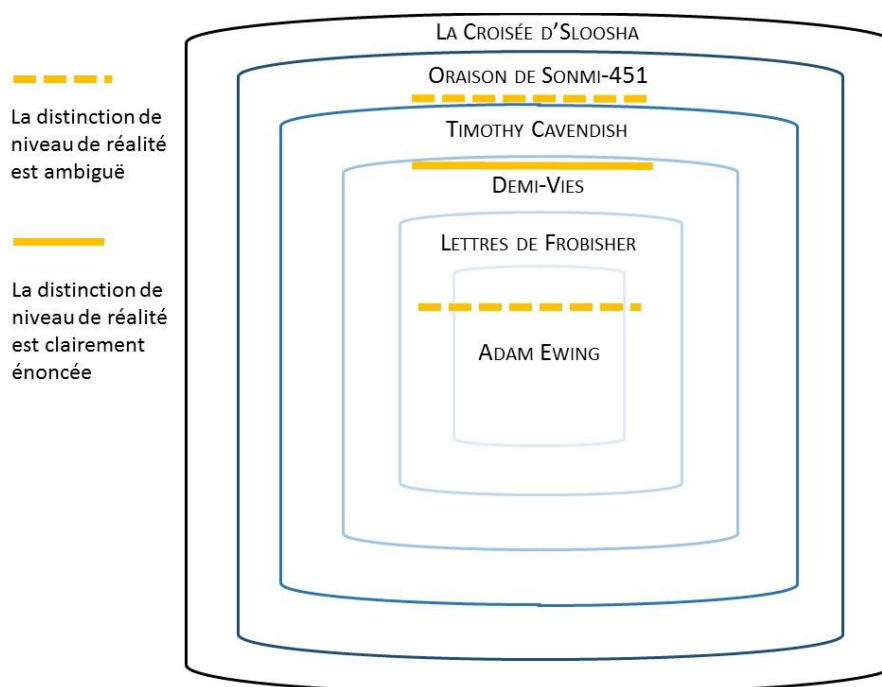 LA CROISÉE D'SLOOSHA
ORAISON DE SONMI-451
TIMOTHY CAVENDISH
DEMI-VIES
LETTRES DE FROBISHER
ADAM EWING
La distinction de
niveau de réalité
est ambiguë
La distinction de
niveau de réalité
est clairement
énoncée